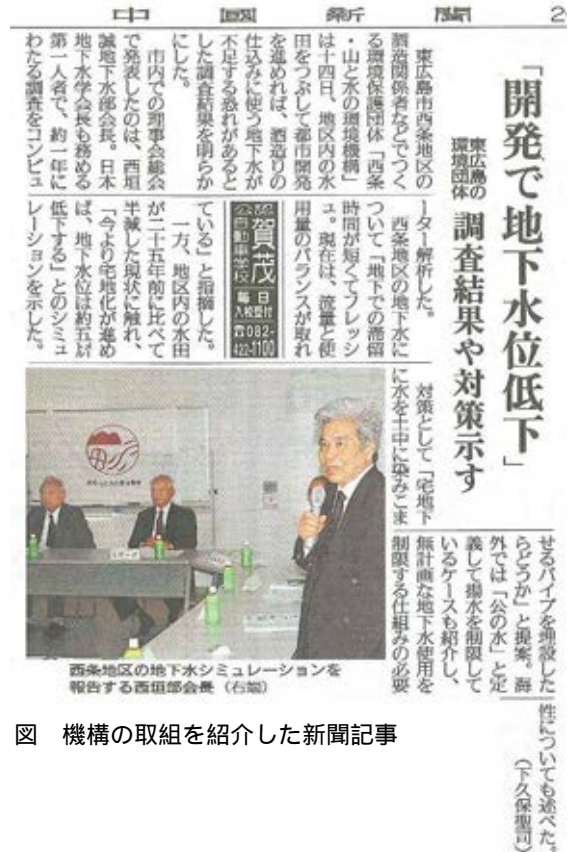 中國新聞
2
「開発で地下水位低下」
東広島の
環境団体
調査結果や対策示す
東広島市西条地区の
酒造関係者などでつく
る環境保護団体「西条
・山と水の環境機構」
は十四日、地区内の水
田をつぶして都市開発
を進めれば、酒造りの
仕込みに使う地下水が
不足する恐れがあると
した調査結果を明らか
にした。
市内での理事会総会
で発表したのは、西垣
誠地下水部会長。日本
地下水学会長も務める
第一人者で、約一年に
わたる調査をコンピュ
ーター解析した。
西条地区の地下水に
ついて「地下での滞留
時間が短くてフレッシ
ュ。現在は、流量と使
用量のバランスが取れ
ている」と指摘した。
一方、地区内の水田
が二十五年前に比べて
半減した現状に触れ、
「今より宅地化が進め
ば、地下水位は約五㍍
低下する」とのシミュ
レーションを示した。
対策として「宅地下
に水を土中に染みこま
せるパイプを埋設した
らどうか」と提案。海
外では「公の水」と定
義して揚水を制限して
いるケースも紹介し、
無計画な地下水使用を
制限する仕組みの必要
性についても述べた。
（下久保聖司）
公認
賀茂
自動車学校
毎日
入校受付
☎082-
422-1100
西条地区の地下水シミュレーションを
報告する西垣部会長（右端）
図　機構の取組を紹介した新聞記事